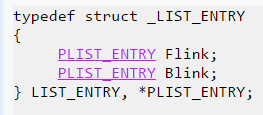 typedef struct _LIST_ENTRY
{
     PLIST_ENTRY Flink;
     PLIST_ENTRY Blink;
} LIST_ENTRY, *PLIST_ENTRY;